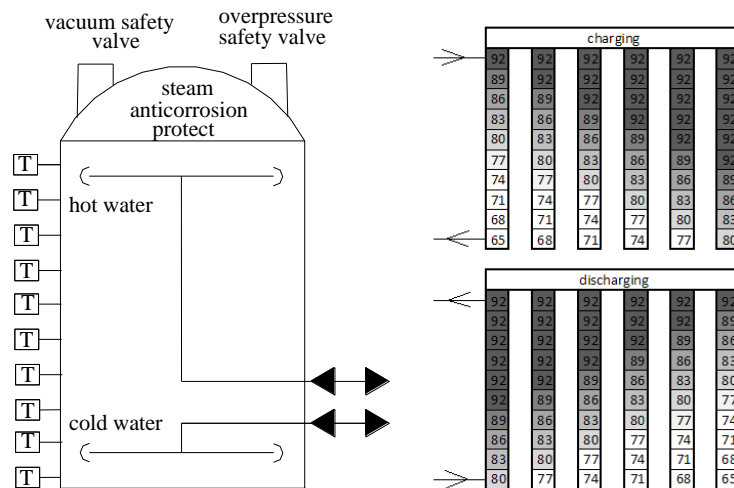 vacuum safety
valve
overpressure
safety valve
steam
anticorrosion
protect
hot water
cold water
T
T
T
T
T
T
T
T
T
T
charging
92 92 92 92 92 92
89 92 92 92 92 92
86 89 92 92 92 92
83 86 89 92 92 92
80 83 86 89 92 92
77 80 83 86 89 92
74 77 80 83 86 89
71 74 77 80 83 86
68 71 74 77 80 83
65 68 71 74 77 80
discharging
92 92 92 92 92 92
92 92 92 92 92 89
92 92 92 92 89 86
92 92 92 89 86 83
92 92 89 86 83 80
92 89 86 83 80 77
89 86 83 80 77 74
86 83 80 77 74 71
83 80 77 74 71 68
80 77 74 71 68 65